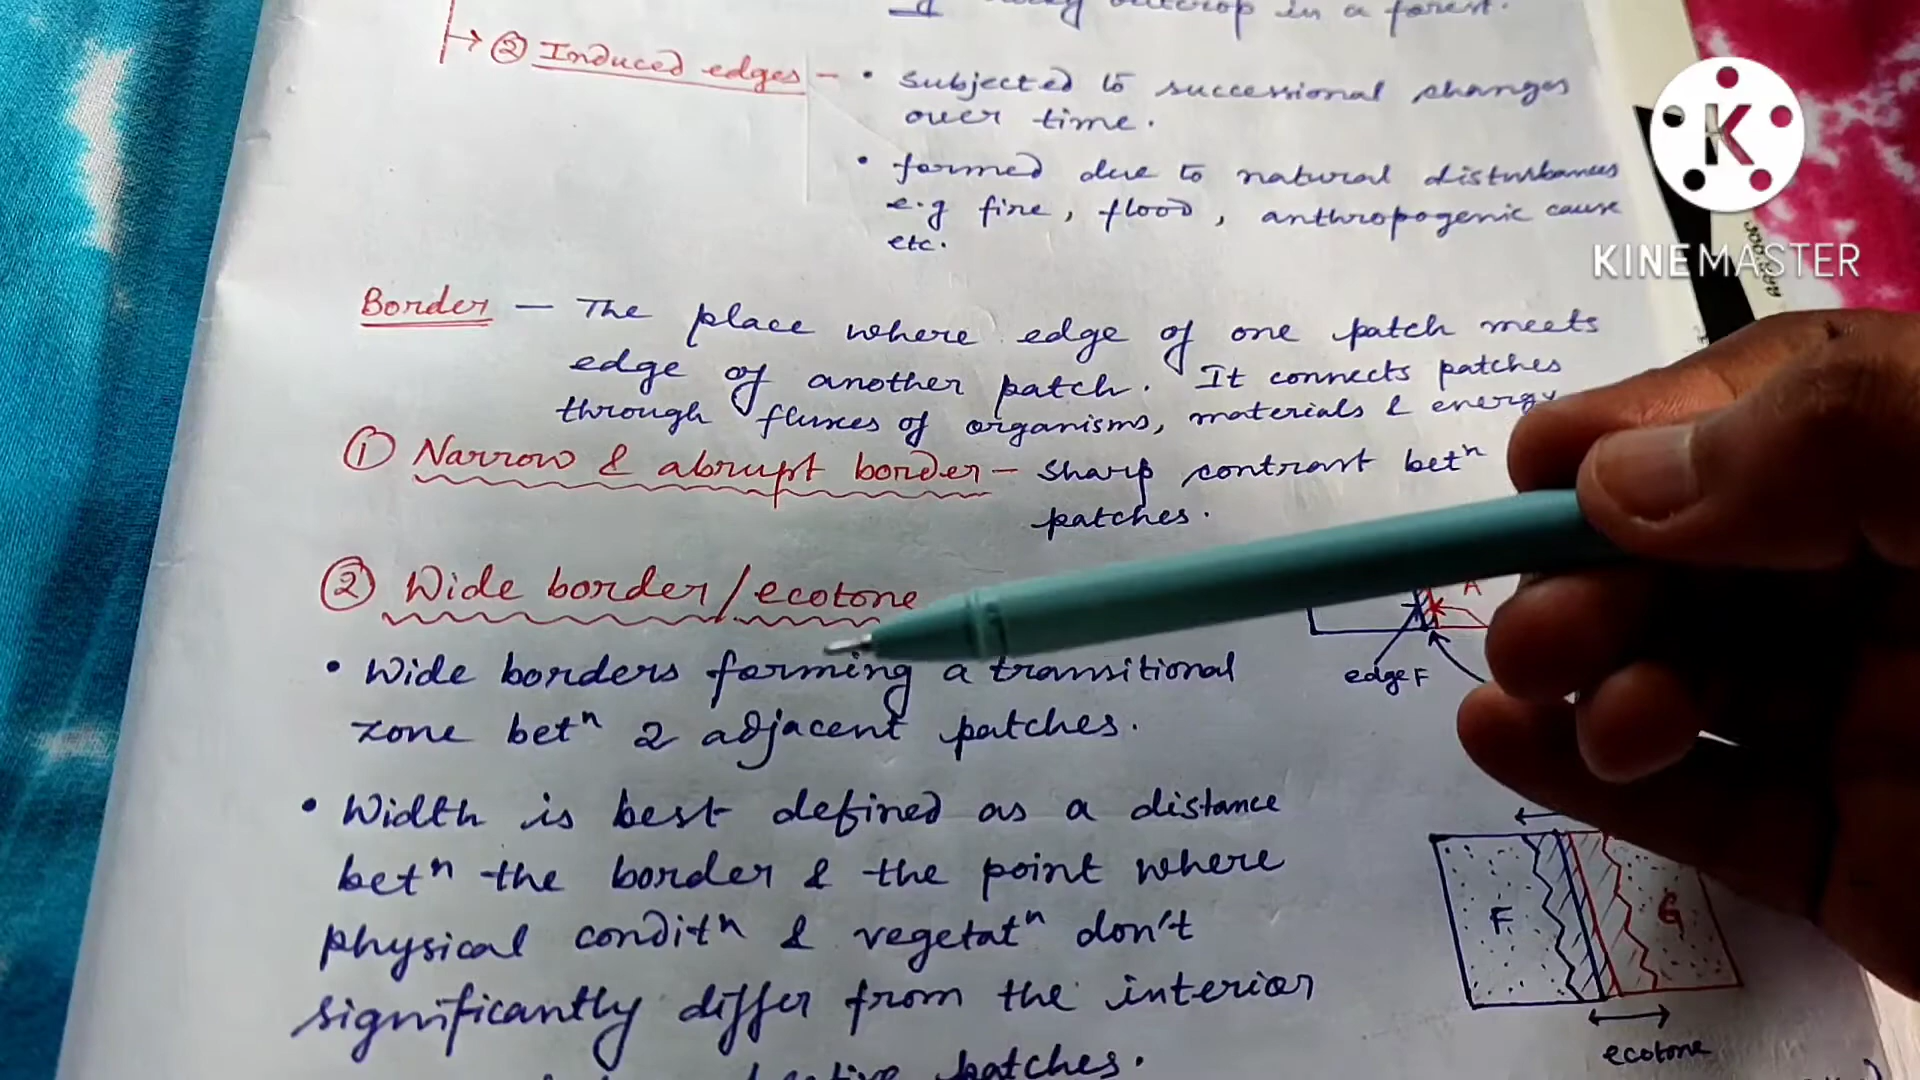 outcrop in a forest.
→ ② Induced edges – • subjected to successional changes
over time.
• formed due to natural disturbances
e.g fire, flood, anthropogenic cause
etc.
Border — The place where edge of one patch meets
edge of another patch. It connects patches
through fluxes of organisms, materials & energy
① Narrow & abrupt border – sharp contrast betⁿ
patches.
② Wide border/ecotone
• Wide borders forming a transitional
zone betⁿ 2 adjacent patches.
• Width is best defined as a distance
betⁿ the border & the point where
physical conditⁿ & vegetatⁿ don't
significantly differ from the interior
patches.
A
edge F
F
G
ecotone
K
KINEMASTER